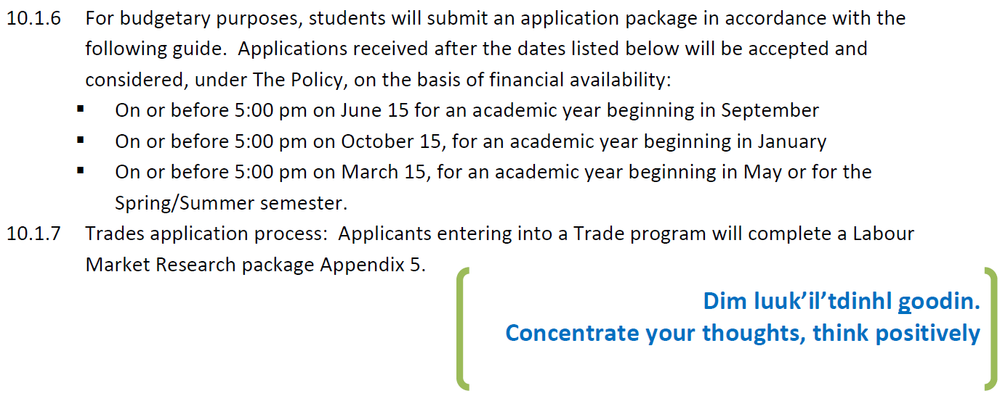 10.1.6 For budgetary purposes, students will submit an application package in accordance with the
following guide.  Applications received after the dates listed below will be accepted and
considered, under The Policy, on the basis of financial availability:
▪ On or before 5:00 pm on June 15 for an academic year beginning in September
▪ On or before 5:00 pm on October 15, for an academic year beginning in January
▪ On or before 5:00 pm on March 15, for an academic year beginning in May or for the
Spring/Summer semester.
10.1.7 Trades application process:  Applicants entering into a Trade program will complete a Labour
Market Research package Appendix 5.
Dim luuk’il’tdinhl g̲oodin.
Concentrate your thoughts, think positively